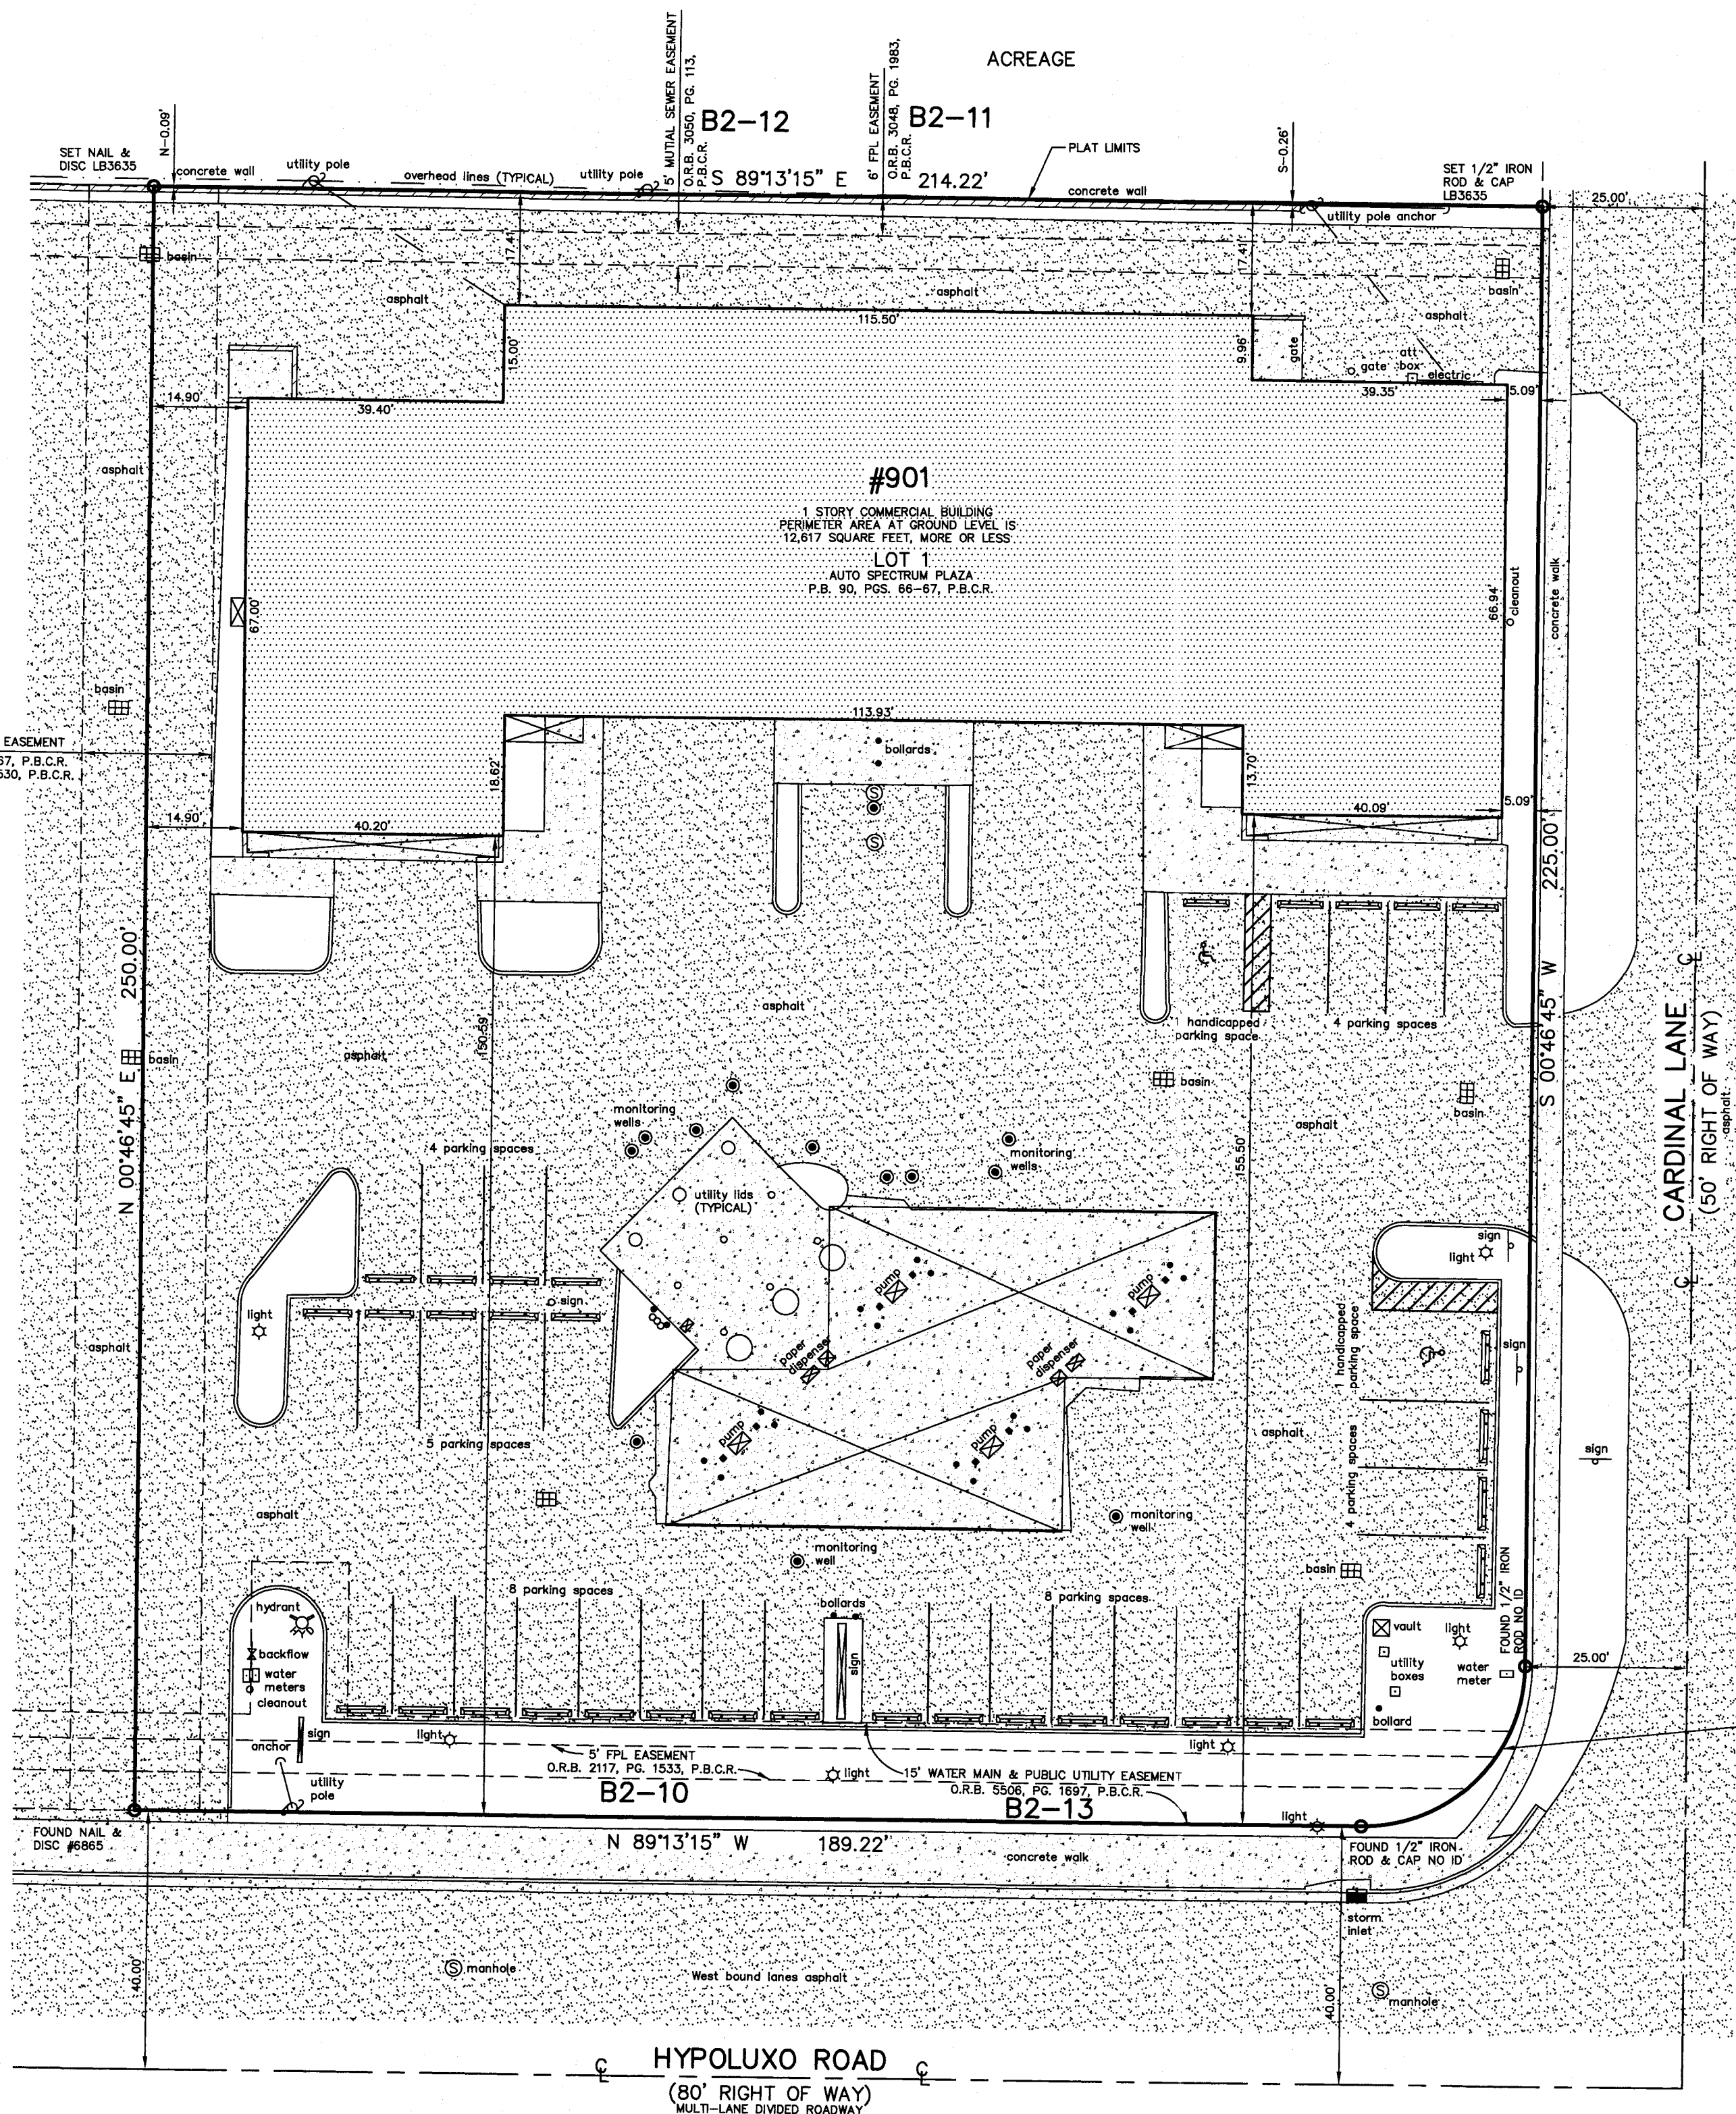 ACREAGE
5' MUTIAL SEWER EASEMENT
O.R.B. 3050, PG. 113,
P.B.C.R.
B2-12
6' FPL EASEMENT
O.R.B. 3048, PG. 1983,
P.B.C.R.
B2-11
N-0.09'
SET NAIL &
DISC LB3635
concrete wall
utility pole
overhead lines (TYPICAL)
utility pole
S 89°13'15" E 214.22'
PLAT LIMITS
concrete wall
S-0.26'
SET 1/2" IRON
ROD & CAP
LB3635
25.00'
utility pole anchor
basin
17.41'
17.41'
basin
asphalt
asphalt
asphalt
115.50'
15.00'
9.96'
gate
att
box
gate
electric
14.90'
39.40'
39.35'
5.09'
asphalt
#901
1 STORY COMMERCIAL BUILDING
PERIMETER AREA AT GROUND LEVEL IS
12,617 SQUARE FEET, MORE OR LESS
LOT 1
AUTO SPECTRUM PLAZA
P.B. 90, PGS. 66-67, P.B.C.R.
67.00'
66.94'
cleanout
concrete walk
basin
113.93'
EASEMENT
67, P.B.C.R.
630, P.B.C.R.
bollards
18.62'
13.70'
S
S
14.90'
40.20'
40.09'
5.09'
N 00°46'45" E 250.00'
S 00°46'45" W 225.00'
asphalt
1 handicapped
parking space
4 parking spaces
CARDINAL LANE
(50' RIGHT OF WAY)
asphalt
150.59'
asphalt
basin
basin
basin
monitoring
wells
monitoring
wells
asphalt
155.50'
4 parking spaces
utility lids
(TYPICAL)
sign
light
pump
pump
sign
light
asphalt
paper
dispenser
paper
dispenser
1 handicapped
parking space
sign
pump
pump
5 parking spaces
asphalt
4 parking spaces
sign
asphalt
monitoring
well
monitoring
well
basin
8 parking spaces
8 parking spaces
FOUND 1/2" IRON
ROD NO ID
hydrant
bollards
sign
vault
light
backflow
water
meters
cleanout
utility
boxes
water
meter
25.00'
bollard
anchor
sign
light
light
5' FPL EASEMENT
O.R.B. 2117, PG. 1533, P.B.C.R.
light
15' WATER MAIN & PUBLIC UTILITY EASEMENT
O.R.B. 5506, PG. 1697, P.B.C.R.
utility
pole
B2-10
B2-13
light
FOUND NAIL &
DISC #6865
N 89°13'15" W 189.22'
concrete walk
FOUND 1/2" IRON
ROD & CAP NO ID
storm
inlet
40.00'
S manhole
West bound lanes asphalt
40.00'
S manhole
HYPOLUXO ROAD
(80' RIGHT OF WAY)
MULTI-LANE DIVIDED ROADWAY